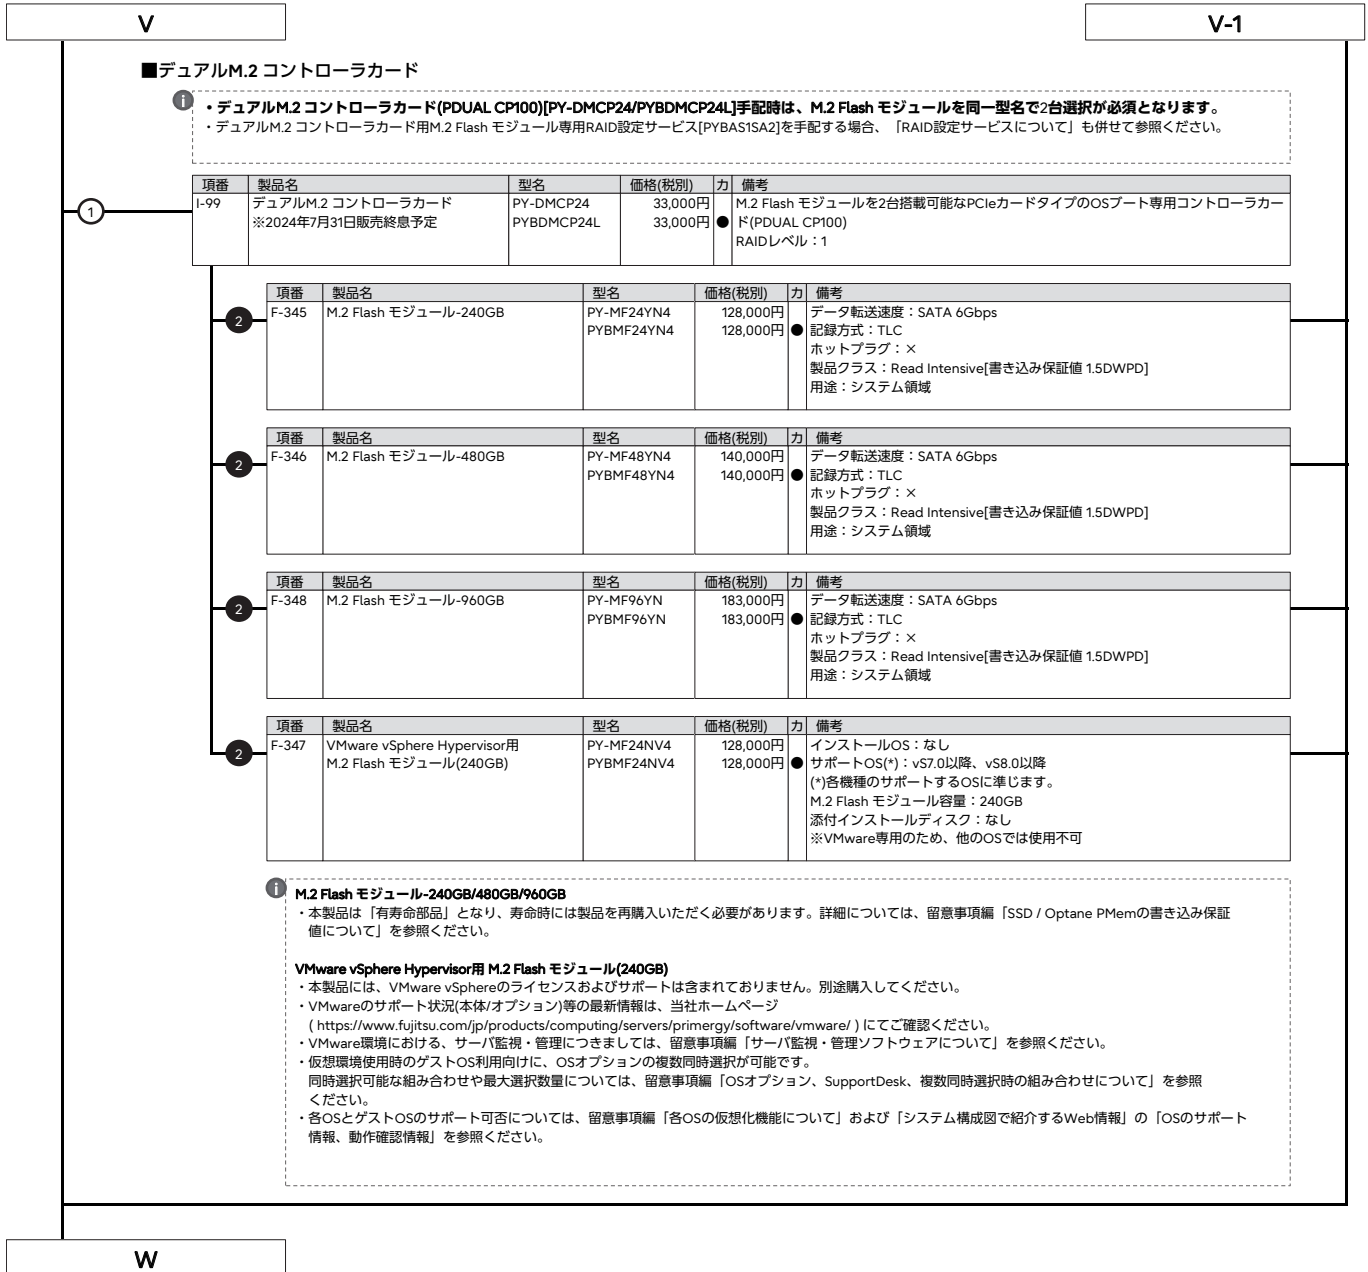 V
V-1
■デュアルM.2 コントローラカード
i
・デュアルM.2 コントローラカード(PDUAL CP100)[PY-DMCP24/PYBDMCP24L]手配時は、M.2 Flash モジュールを同一型名で2台選択が必須となります。
・デュアルM.2 コントローラカード用M.2 Flash モジュール専用RAID設定サービス[PYBAS1SA2]を手配する場合、「RAID設定サービスについて」も併せて参照ください。
項番 製品名 型名 価格(税別) カ 備考
1
I-99 デュアルM.2 コントローラカード PY-DMCP24 33,000円 M.2 Flash モジュールを2台搭載可能なPCIeカードタイプのOSブート専用コントローラカー
※2024年7月31日販売終息予定 PYBDMCP24L 33,000円 ● ド(PDUAL CP100)
RAIDレベル：1
項番 製品名 型名 価格(税別) カ 備考
2
F-345 M.2 Flash モジュール-240GB PY-MF24YN4 128,000円 データ転送速度：SATA 6Gbps
PYBMF24YN4 128,000円 ● 記録方式：TLC
ホットプラグ：×
製品クラス：Read Intensive[書き込み保証値 1.5DWPD]
用途：システム領域
項番 製品名 型名 価格(税別) カ 備考
2
F-346 M.2 Flash モジュール-480GB PY-MF48YN4 140,000円 データ転送速度：SATA 6Gbps
PYBMF48YN4 140,000円 ● 記録方式：TLC
ホットプラグ：×
製品クラス：Read Intensive[書き込み保証値 1.5DWPD]
用途：システム領域
項番 製品名 型名 価格(税別) カ 備考
2
F-348 M.2 Flash モジュール-960GB PY-MF96YN 183,000円 データ転送速度：SATA 6Gbps
PYBMF96YN 183,000円 ● 記録方式：TLC
ホットプラグ：×
製品クラス：Read Intensive[書き込み保証値 1.5DWPD]
用途：システム領域
項番 製品名 型名 価格(税別) カ 備考
2
F-347 VMware vSphere Hypervisor用 PY-MF24NV4 128,000円 インストールOS：なし
M.2 Flash モジュール(240GB) PYBMF24NV4 128,000円 ● サポートOS(*)：vS7.0以降、vS8.0以降
(*)各機種のサポートするOSに準じます。
M.2 Flash モジュール容量：240GB
添付インストールディスク：なし
※VMware専用のため、他のOSでは使用不可
i
M.2 Flash モジュール-240GB/480GB/960GB
・本製品は「有寿命部品」となり、寿命時には製品を再購入いただく必要があります。詳細については、留意事項編「SSD / Optane PMemの書き込み保証
値について」を参照ください。
VMware vSphere Hypervisor用 M.2 Flash モジュール(240GB)
・本製品には、VMware vSphereのライセンスおよびサポートは含まれておりません。別途購入してください。
・VMwareのサポート状況(本体/オプション)等の最新情報は、当社ホームページ
( https://www.fujitsu.com/jp/products/computing/servers/primergy/software/vmware/ ) にてご確認ください。
・VMware環境における、サーバ監視・管理につきましては、留意事項編「サーバ監視・管理ソフトウェアについて」を参照ください。
・仮想環境使用時のゲストOS利用向けに、OSオプションの複数同時選択が可能です。
同時選択可能な組み合わせや最大選択数量については、留意事項編「OSオプション、SupportDesk、複数同時選択時の組み合わせについて」を参照
ください。
・各OSとゲストOSのサポート可否については、留意事項編「各OSの仮想化機能について」および「システム構成図で紹介するWeb情報」の「OSのサポート
情報、動作確認情報」を参照ください。
W